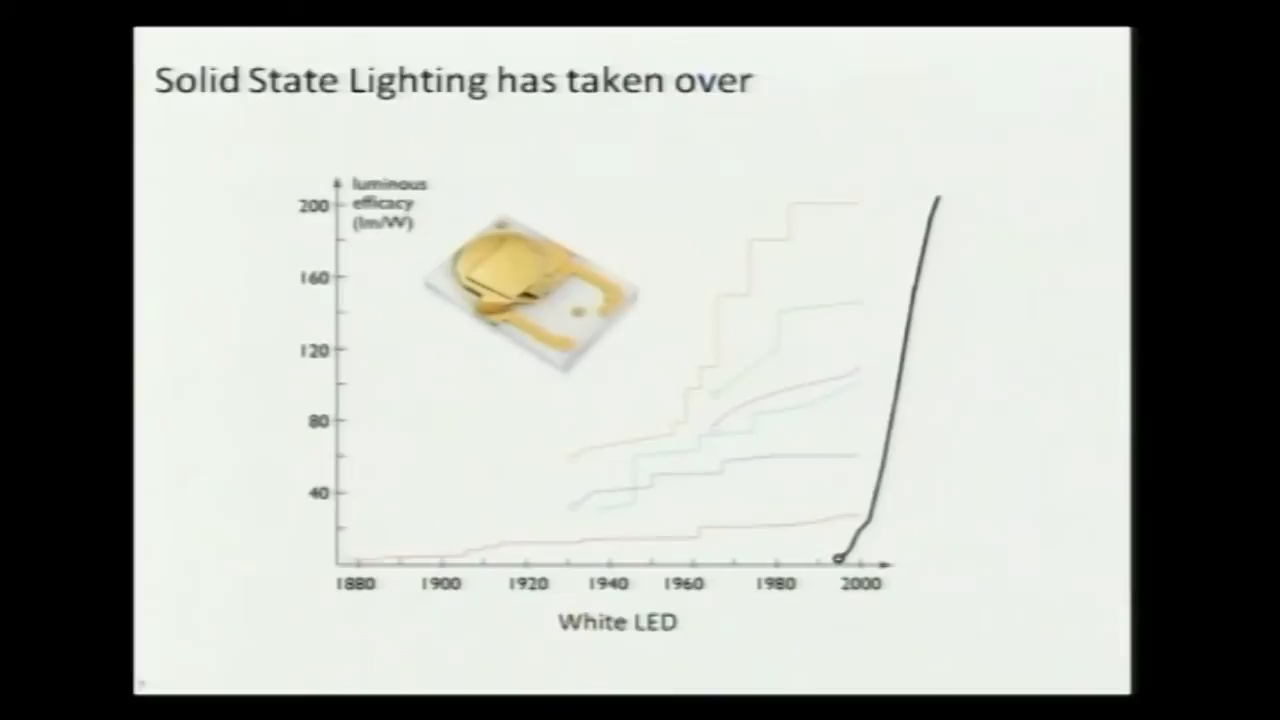 Solid State Lighting has taken over
luminous
efficacy
(lm/W)
200
160
120
80
40
1880 1900 1920 1940 1960 1980 2000
White LED